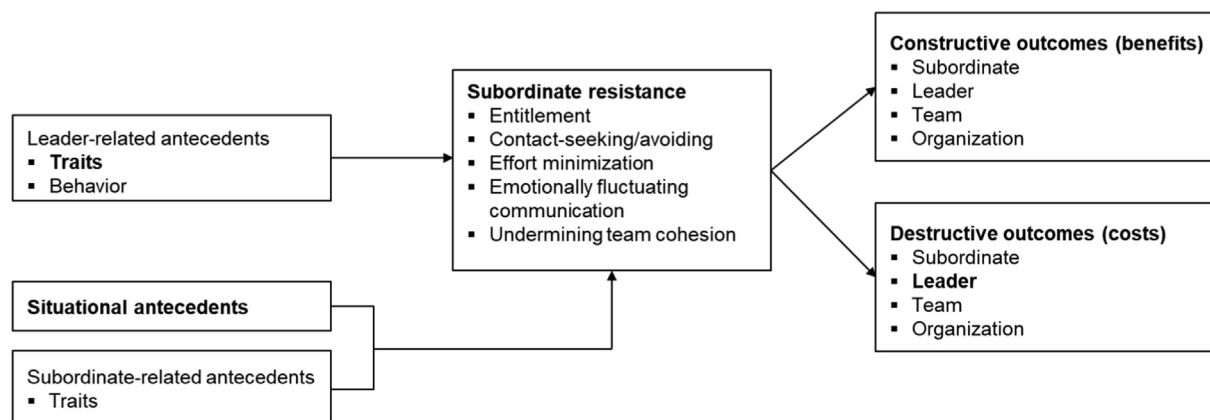 Leader-related antecedents
▪ Traits
▪ Behavior
Situational antecedents
Subordinate-related antecedents
▪ Traits
Subordinate resistance
▪ Entitlement
▪ Contact-seeking/avoiding
▪ Effort minimization
▪ Emotionally fluctuating
communication
▪ Undermining team cohesion
Constructive outcomes (benefits)
▪ Subordinate
▪ Leader
▪ Team
▪ Organization
Destructive outcomes (costs)
▪ Subordinate
▪ Leader
▪ Team
▪ Organization